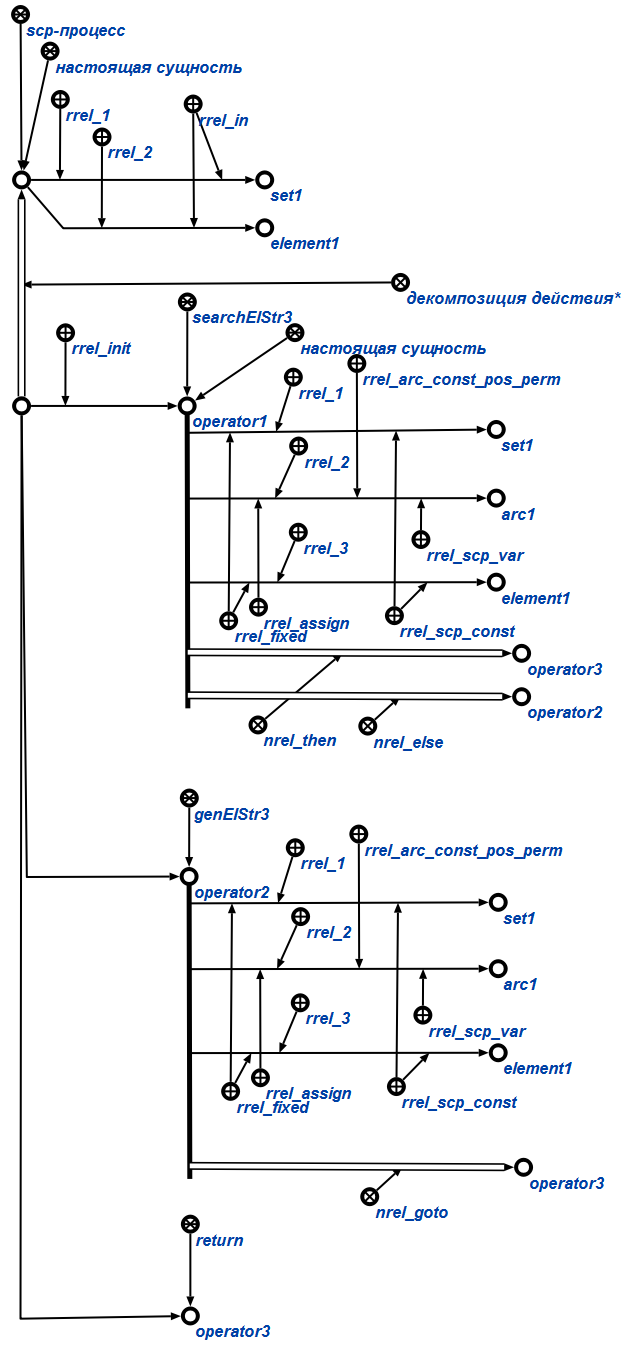 scp-процесс
настоящая сущность
rrel_1
rrel_in
rrel_2
set1
element1
декомпозиция действия*
searchElStr3
rrel_init
настоящая сущность
rrel_arc_const_pos_perm
rrel_1
operator1
set1
rrel_2
arc1
rrel_3
rrel_scp_var
element1
rrel_assign
rrel_fixed
rrel_scp_const
operator3
operator2
nrel_then
nrel_else
genElStr3
rrel_arc_const_pos_perm
rrel_1
operator2
set1
rrel_2
arc1
rrel_3
rrel_scp_var
element1
rrel_assign
rrel_fixed
rrel_scp_const
operator3
nrel_goto
return
operator3